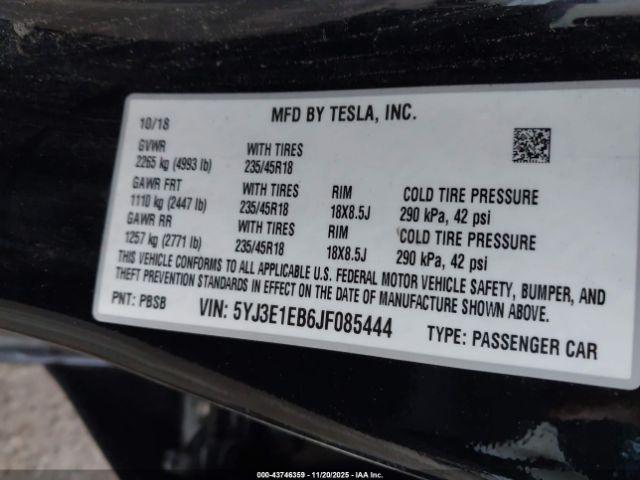 MFD BY TESLA, INC.
10/18
GVWR WITH TIRES
2265 kg (4993 lb) 235/45R18
GAWR FRT WITH TIRES RIM COLD TIRE PRESSURE
1110 kg (2447 lb) 235/45R18 18X8.5J 290 kPa, 42 psi
GAWR RR WITH TIRES RIM COLD TIRE PRESSURE
1257 kg (2771 lb) 235/45R18 18X8.5J 290 kPa, 42 psi
THIS VEHICLE CONFORMS TO ALL APPLICABLE U.S. FEDERAL MOTOR VEHICLE SAFETY, BUMPER, AND
THEFT PREVENTION STANDARDS IN EFFECT ON THE DATE OF MANUFACTURE SHOWN ABOVE.
PNT: PBSB VIN: 5YJ3E1EB6JF085444 TYPE: PASSENGER CAR
000-43746359 - 11/20/2025 - IAA Inc.